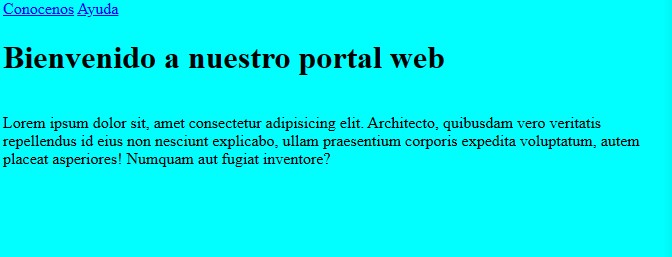 Conocenos Ayuda
Bienvenido a nuestro portal web
Lorem ipsum dolor sit, amet consectetur adipisicing elit. Architecto, quibusdam vero veritatis
repellendus id eius non nesciunt explicabo, ullam praesentium corporis expedita voluptatum, autem
placeat asperiores! Numquam aut fugiat inventore?